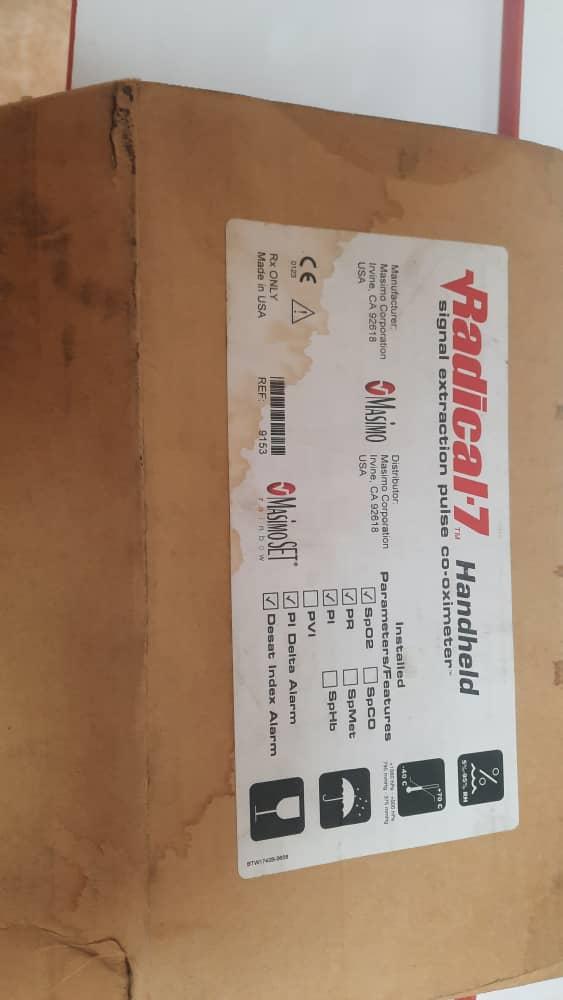 Radical-7™ Handheld
signal extraction pulse co-oximeter™
Manufacturer:
Masimo Corporation
Irvine, CA 92618
USA
MASIMO
Distributor:
Masimo Corporation
Irvine, CA 92618
USA
CE
0123
Rx ONLY
Made in USA
REF: 9153
MASIMO SET®
rainbow
Installed
Parameters/Features
SpO2 SpCO
PR SpMet
PI SpHb
PVI
PI Delta Alarm
Desat Index Alarm
%
5%-95% RH
+70 C
-40 C